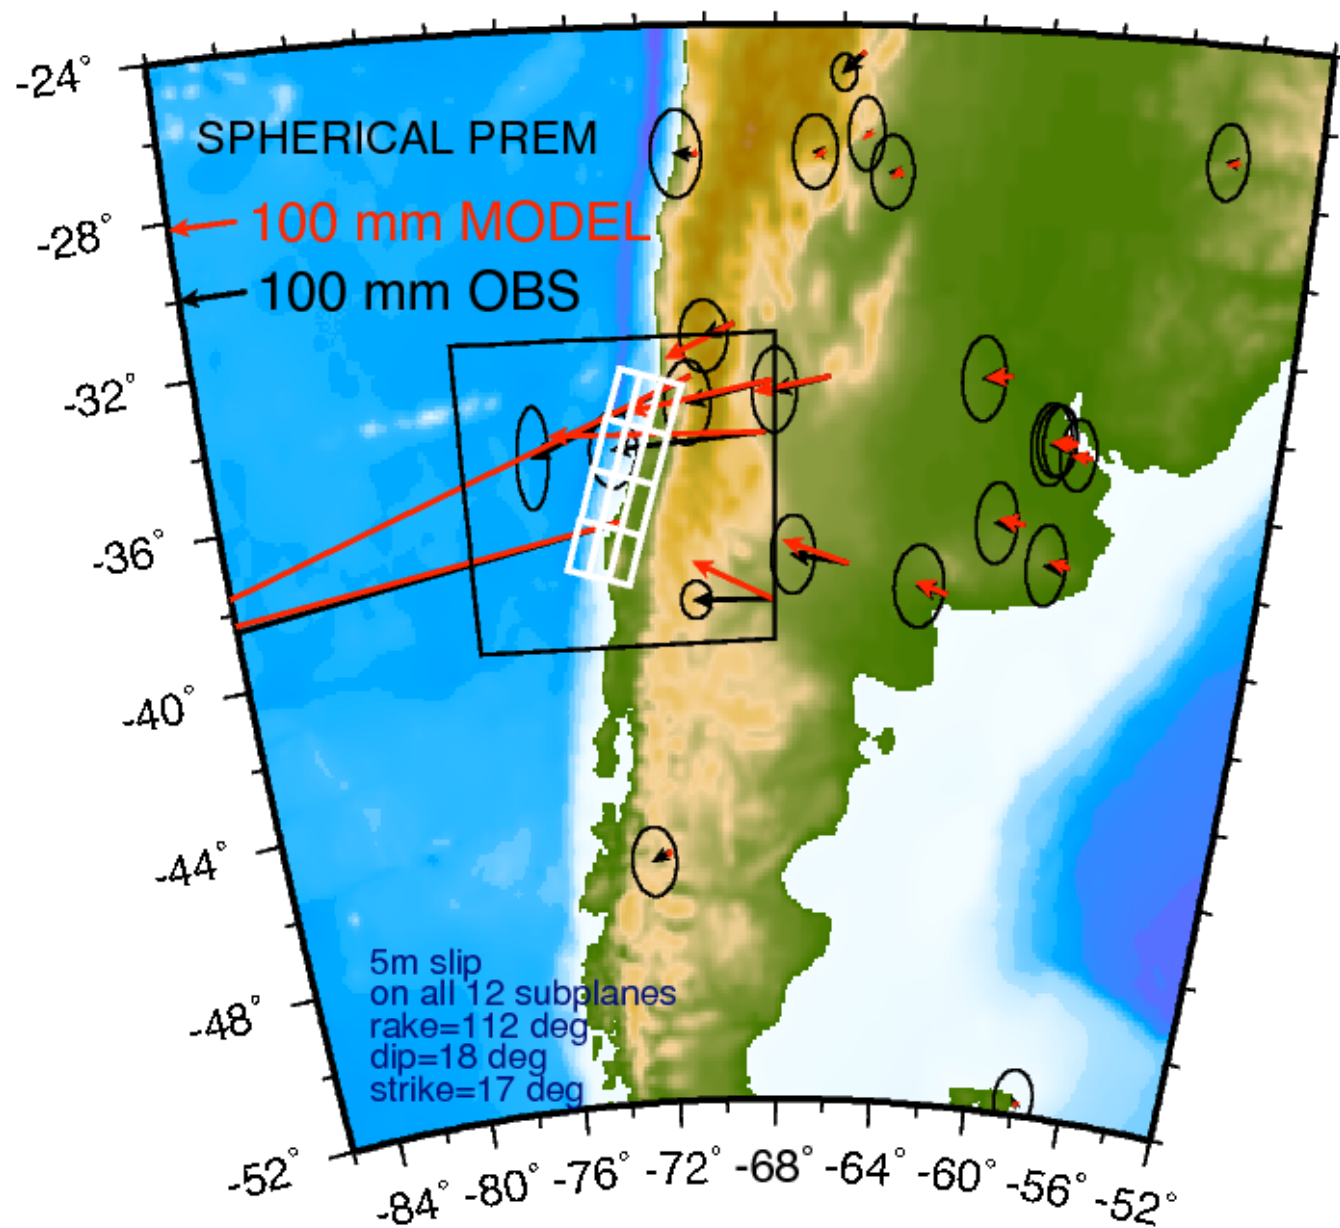 -24°
SPHERICAL PREM
-28°
100 mm MODEL
100 mm OBS
-32°
-36°
-40°
-44°
-48°
5m slip
on all 12 subplanes
rake=112 deg
dip=18 deg
strike=17 deg
-52°
-84° -80° -76° -72° -68° -64° -60° -56° -52°